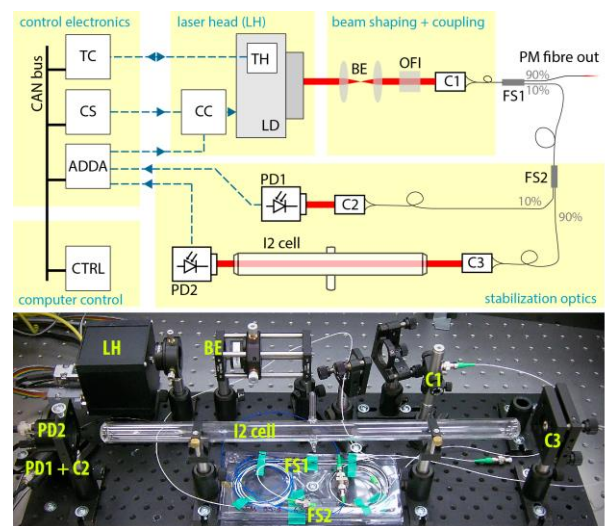 control electronics
laser head (LH)
beam shaping + coupling
CAN bus
TC
TH
BE
OFI
PM fibre out
C1
90%
10%
FS1
CS
CC
LD
ADDA
PD1
FS2
C2
10%
90%
I2 cell
CTRL
C3
PD2
computer control
stabilization optics
LH
BE
C1
PD2
I2 cell
C3
PD1 + C2
FS1
FS2